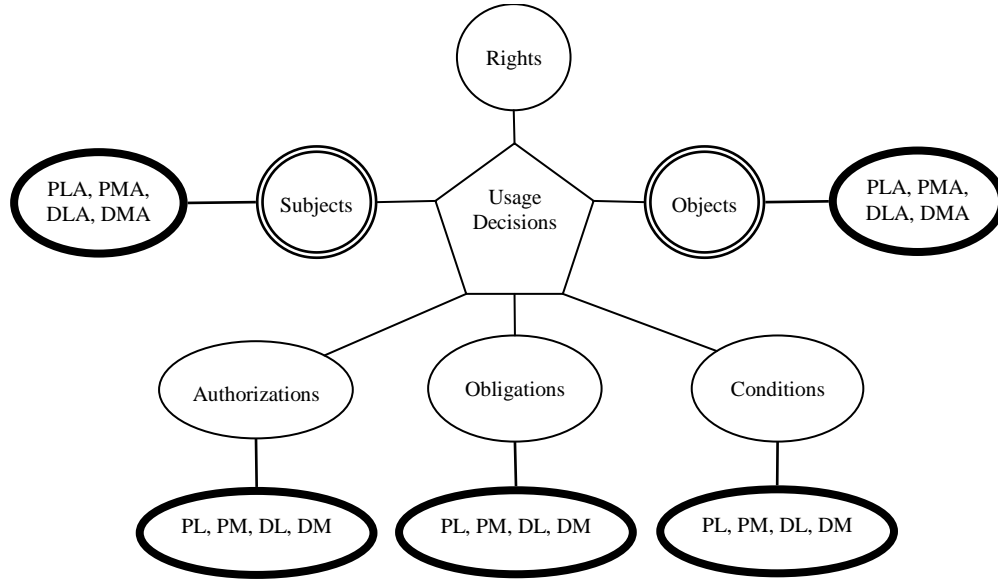 Rights
PLA, PMA,
DLA, DMA
Subjects
Usage
Decisions
Objects
PLA, PMA,
DLA, DMA
Authorizations
Obligations
Conditions
PL, PM, DL, DM
PL, PM, DL, DM
PL, PM, DL, DM